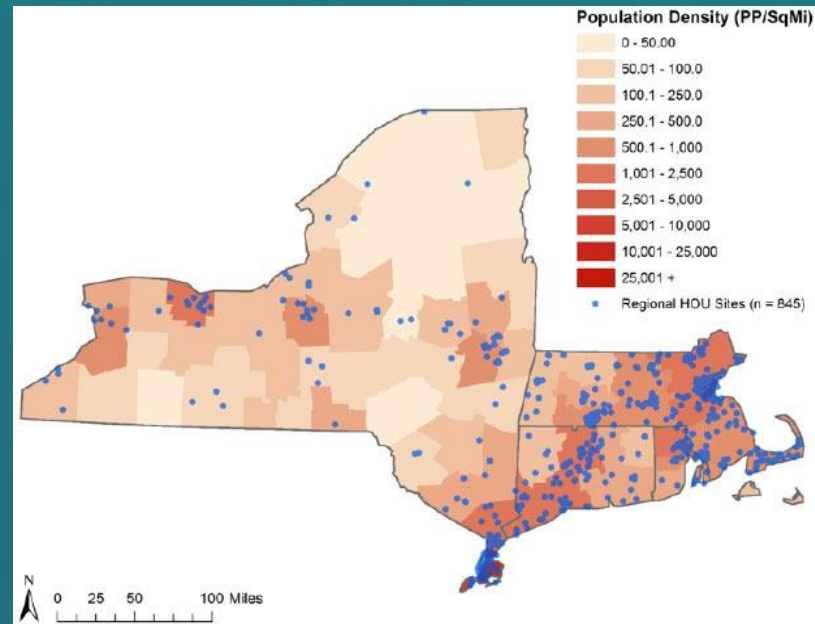 Population Density (PP/SqMi)
0 - 50.00
50.01 - 100.0
100.1 - 250.0
250.1 - 500.0
500.1 - 1,000
1,001 - 2,500
2,501 - 5,000
5,001 - 10,000
10,001 - 25,000
25,001 +
Regional HOU Sites (n = 845)
N
0 25 50 100 Miles